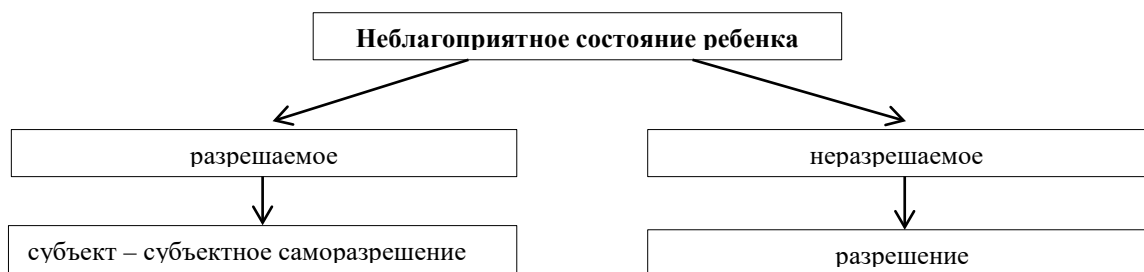 Неблагоприятное состояние ребенка
разрешаемое
неразрешаемое
субъект – субъектное саморазрешение
разрешение